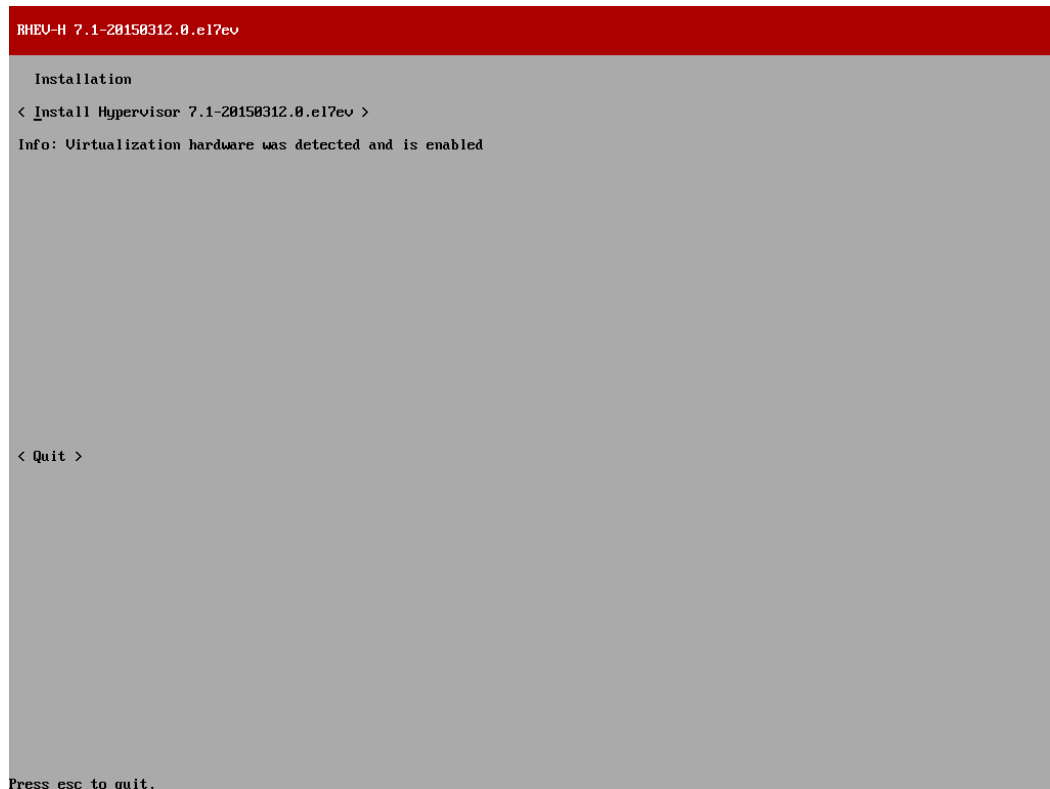 RHEV-H 7.1-20150312.0.el7ev
Installation
< Install Hypervisor 7.1-20150312.0.el7ev >
Info: Virtualization hardware was detected and is enabled
< Quit >
Press esc to quit.